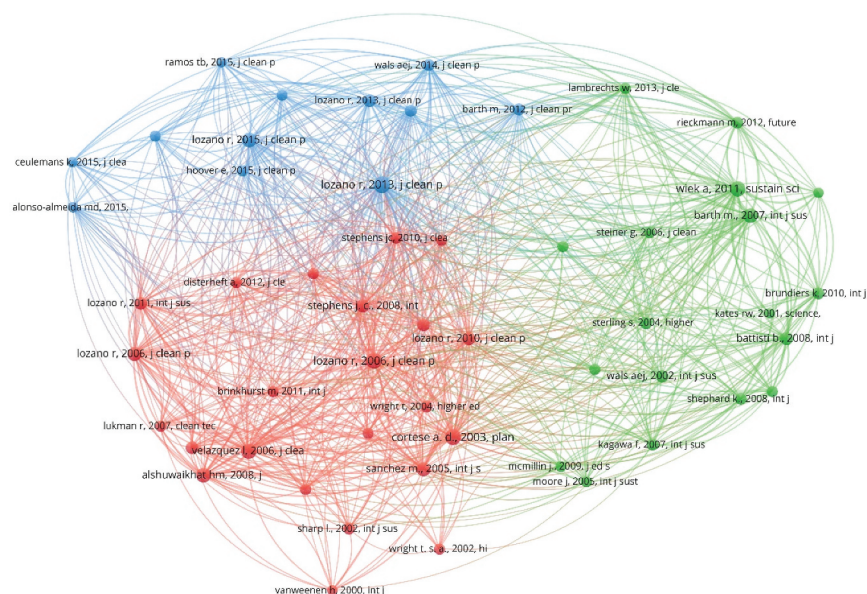 ramos tb, 2015, j clean p
wals aej, 2014, j clean p
lambrechts w, 2013, j cle
lozano r, 2013, j clean p
barth m, 2012, j clean pr
rieckmann m, 2012, future
lozano r, 2015, j clean p
ceulemans k, 2015, j clea
hoover e, 2015, j clean p
lozano r, 2013, j clean p
wiek a, 2011, sustain sci
alonso-almeida md, 2015,
barth m., 2007, int j sus
stephens jc, 2010, j clea
steiner g, 2006, j clean
disterheft a, 2012, j cle
brundiers k, 2010, int j
lozano r, 2011, int j sus
stephens j. c., 2008, int
kates rw, 2001, science,
sterling s, 2004, higher
lozano r, 2010, j clean p
battisti b., 2008, int j
lozano r, 2006, j clean p
lozano r, 2006, j clean p
wals aej, 2002, int j sus
brinkhurst m, 2011, int j
shephard k., 2008, int j
wright t, 2004, higher ed
lukman r, 2007, clean tec
cortese a. d., 2003, plan
kagawa f, 2007, int j sus
velazquez l, 2006, j clea
mcmillin j., 2009, j ed s
sanchez m., 2005, int j s
alshuwaikhat hm, 2008, j
moore j, 2005, int j sust
sharp l., 2002, int j sus
wright t. s. a., 2002, hi
vanweenen h, 2000, int j